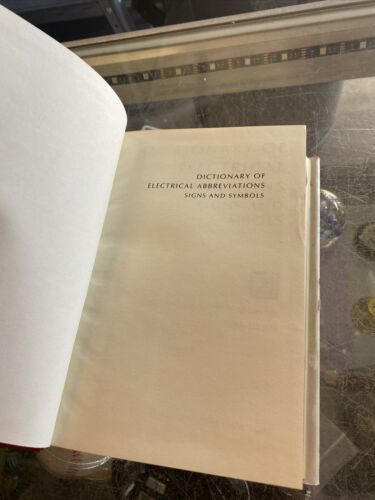 DICTIONARY OF
ELECTRICAL ABBREVIATIONS
SIGNS AND SYMBOLS